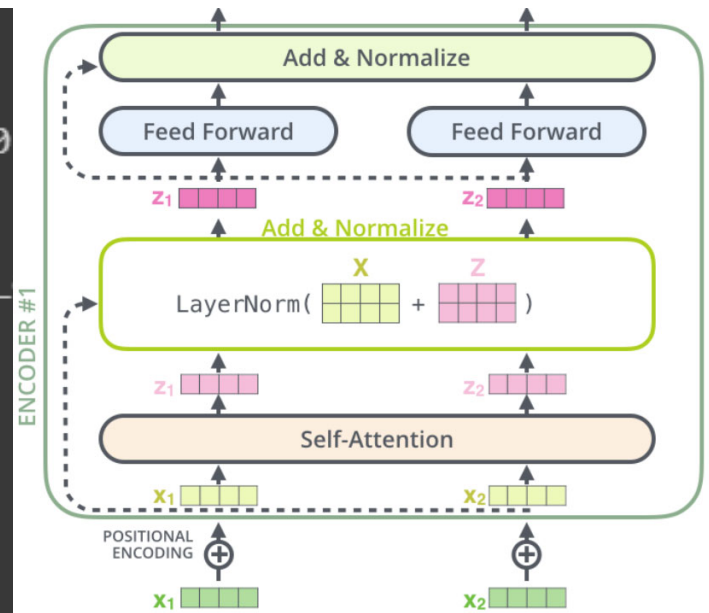 Add & Normalize
Feed Forward Feed Forward
z1 z2
Add & Normalize
X Z
LayerNorm( + )
z1 z2
Self-Attention
x1 x2
POSITIONAL
ENCODING
x1 x2
ENCODER #1